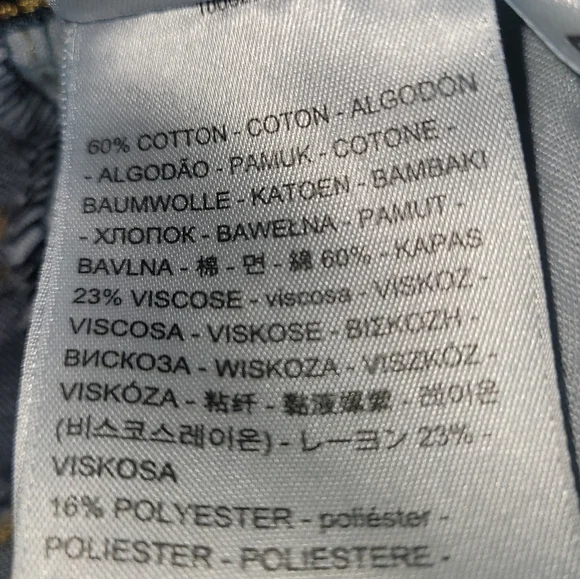 60% COTTON - COTON - ALGODÓN
- ALGODÃO - PAMUK - COTONE -
BAUMWOLLE - KATOEN - BAMBAKI
- ХЛОПОК - BAWEŁNA - PAMUT -
BAVLNA - 棉 - 면 - 綿 60% - KAPAS
23% VISCOSE - viscosa - VISKOZ -
VISCOSA - VISKOSE - ΒΙΣΚΟΖΗ
ВИСКОЗА - WISKOZA - VISZKÓZ -
VISKÓZA - 粘纤 - 黏液嫘縈 - 레이온
(비스코스레이온) - レーヨン 23% -
VISKOSA
16% POLYESTER - poliéster -
POLIESTER - POLIESTERE -